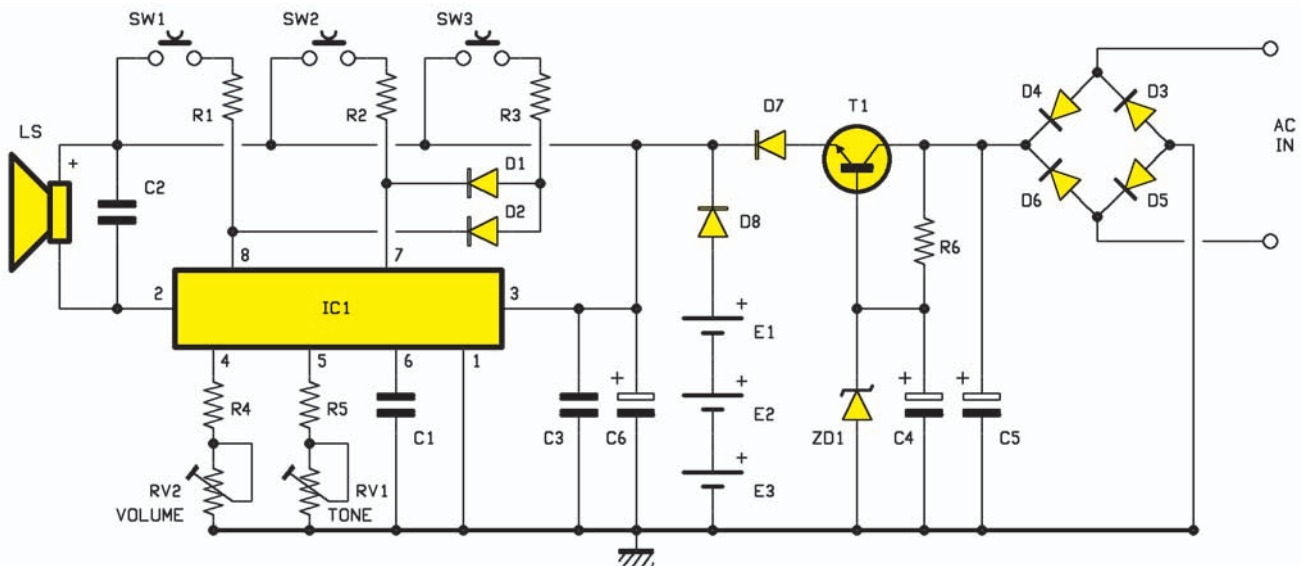 SW1 SW2 SW3
R1 R2 R3
LS
+
C2
D1
D2
D7 T1
D4 D3
D6 D5
AC
IN
D8
R6
8 7
2 IC1 3
4 5 6 1
+
E1
+
E2
+
E3
R4 R5 C1
C3 + C6
ZD1 + C4 + C5
RV2 RV1
VOLUME TONE